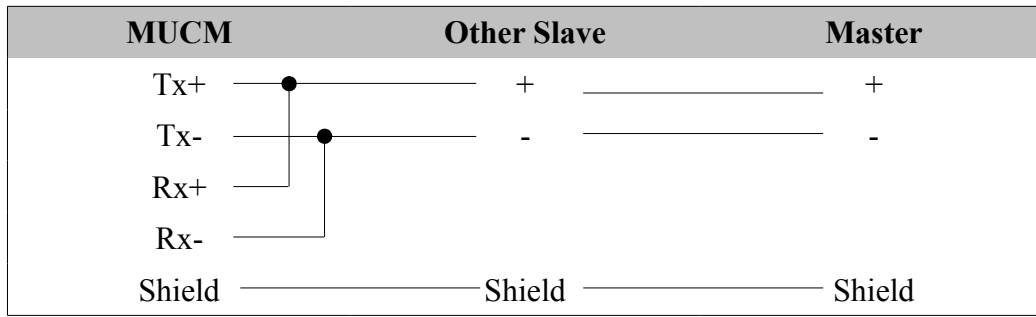 MUCM Other Slave Master
Tx+ + +
Tx- - -
Rx+
Rx-
Shield Shield Shield